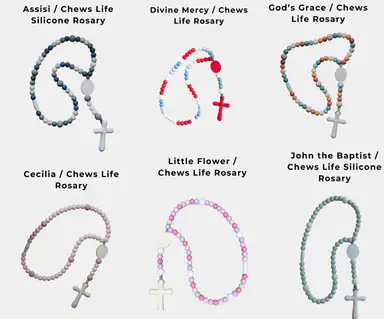 Assisi / Chews Life
Silicone Rosary
Divine Mercy / Chews
Life Rosary
God's Grace / Chews
Life Rosary
Cecilia / Chews Life
Rosary
Little Flower /
Chews Life Rosary
John the Baptist /
Chews Life Silicone
Rosary